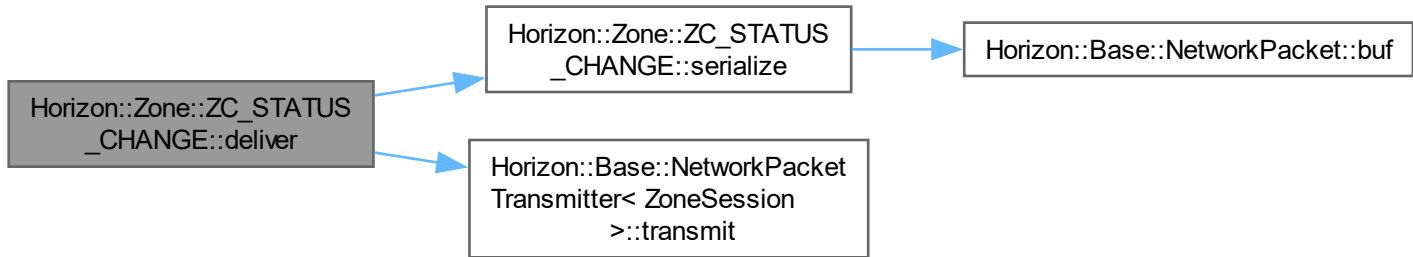 Horizon::Zone::ZC_STATUS
_CHANGE::deliver
Horizon::Zone::ZC_STATUS
_CHANGE::serialize
Horizon::Base::NetworkPacket::buf
Horizon::Base::NetworkPacket
Transmitter< ZoneSession
>::transmit